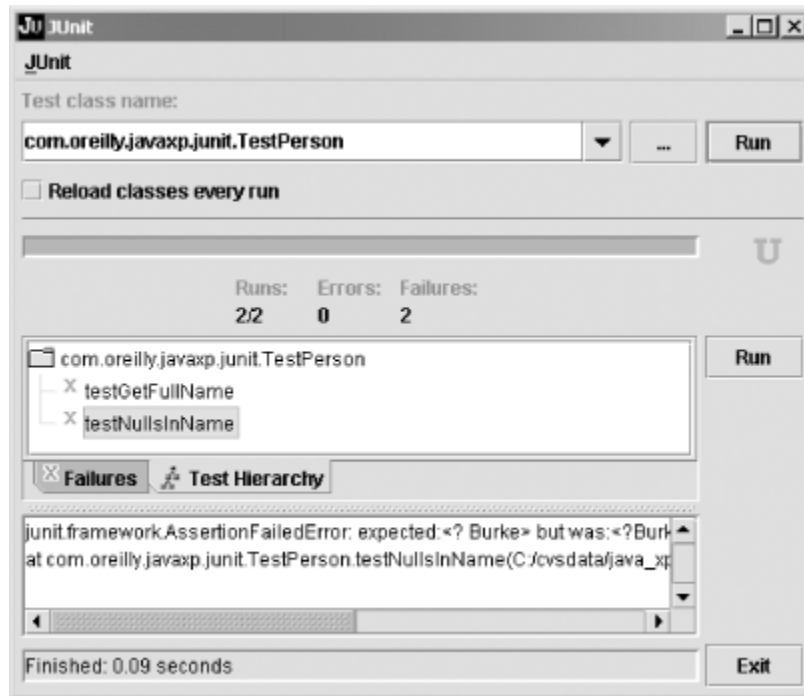 JU JUnit
JUnit
Test class name:
com.oreilly.javaxp.junit.TestPerson ... Run
Reload classes every run
U
Runs: Errors: Failures:
2/2 0 2
com.oreilly.javaxp.junit.TestPerson Run
X testGetFullName
X testNullsInName
X Failures Test Hierarchy
junit.framework.AssertionFailedError: expected:<? Burke> but was:<?Burk
at com.oreilly.javaxp.junit.TestPerson.testNullsInName(C:/cvsdata/java_xp
Finished: 0.09 seconds Exit